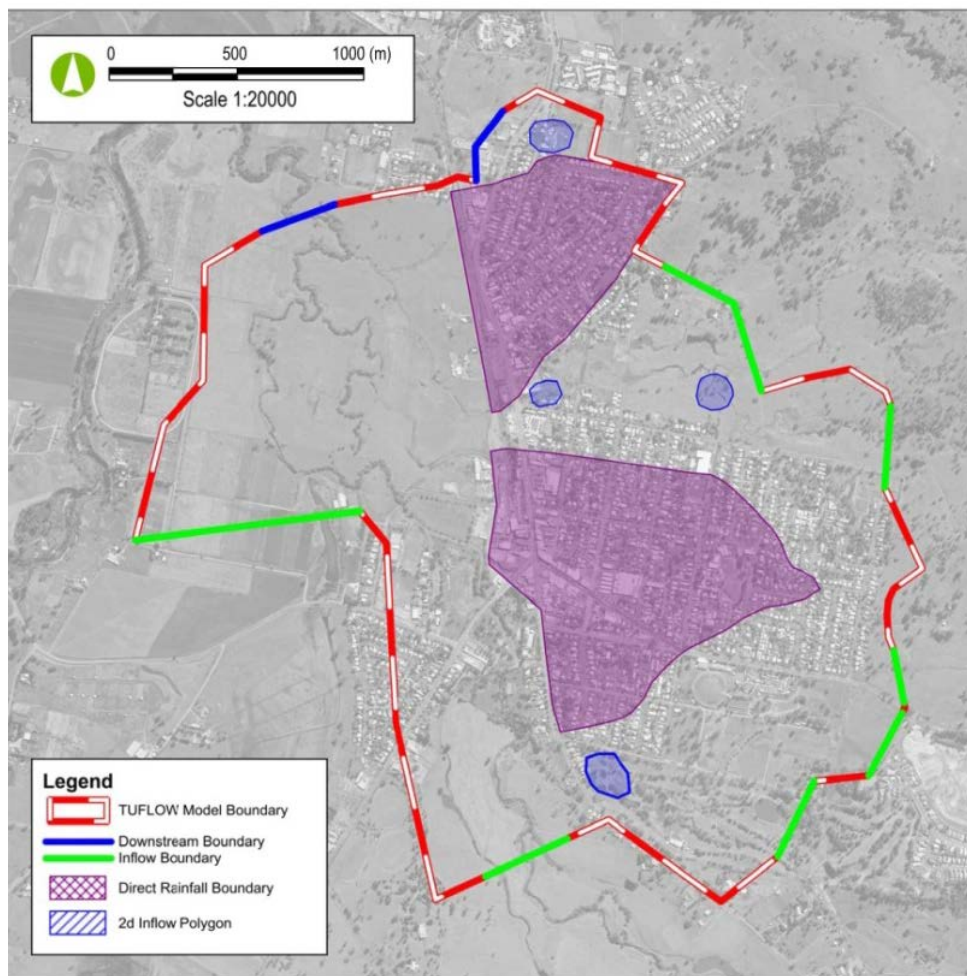 0 500 1000 (m)
Scale 1:20000
Legend
TUFLOW Model Boundary
Downstream Boundary
Inflow Boundary
Direct Rainfall Boundary
2d Inflow Polygon